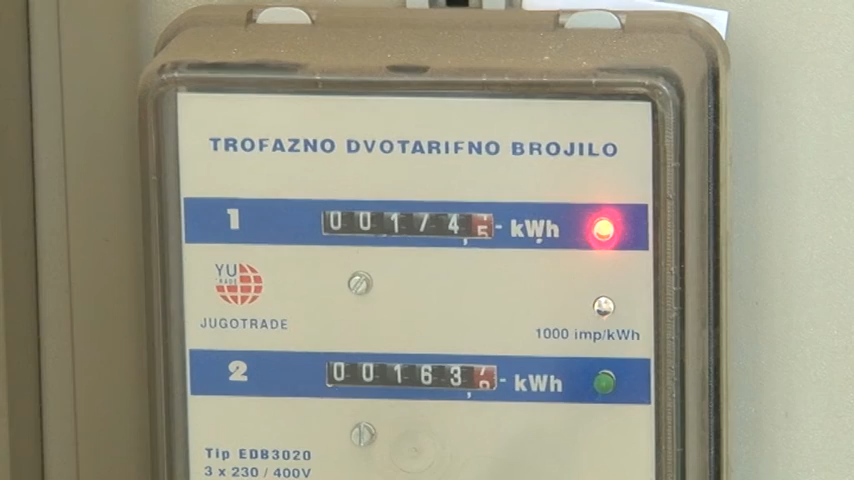 TROFAZNO DVOTARIFNO BROJILO
1 00174,5 kWh
YU
TRADE
JUGOTRADE
1000 imp/kWh
2 00163, kWh
Tip EDB3020
3 x 230 / 400V